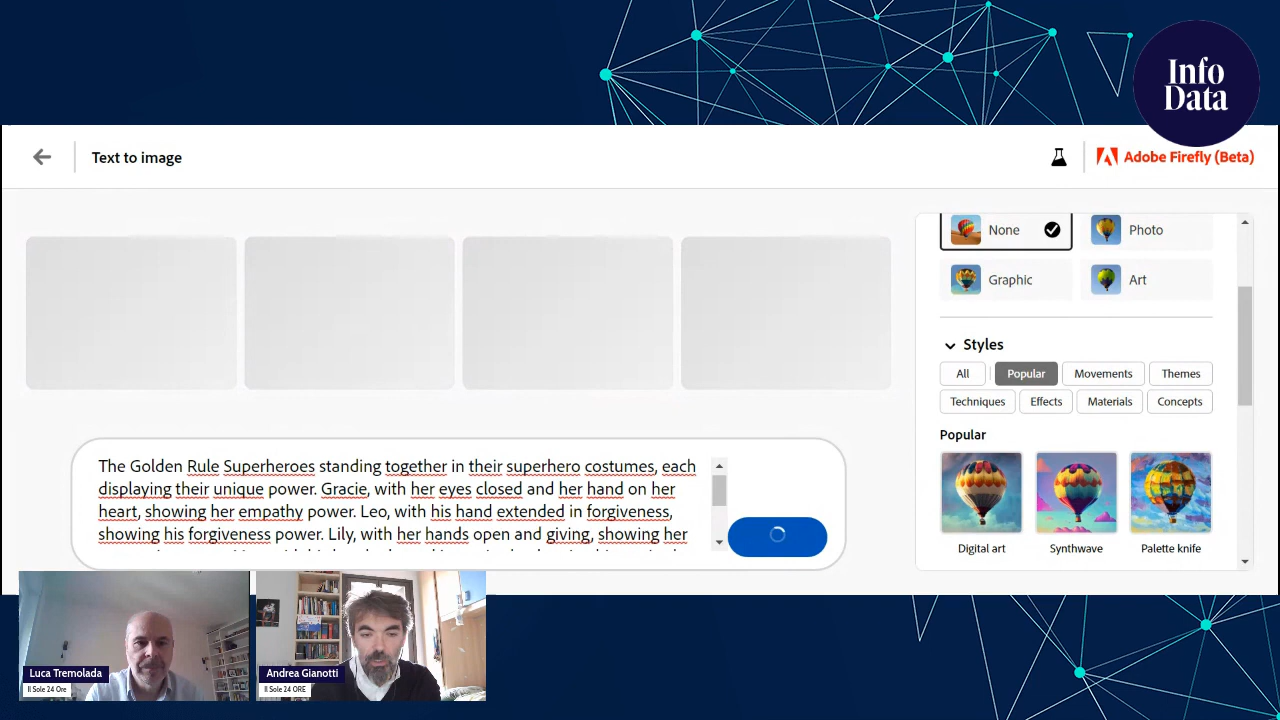 Info
Data
Text to image
Adobe Firefly (Beta)
None
Photo
Graphic
Art
Styles
All
Popular
Movements
Themes
Techniques
Effects
Materials
Concepts
Popular
Digital art
Synthwave
Palette knife
The Golden Rule Superheroes standing together in their superhero costumes, each
displaying their unique power. Gracie, with her eyes closed and her hand on her
heart, showing her empathy power. Levi, with his hand extended in forgiveness,
showing his forgiveness power. Lily, with her hands open and giving, showing her
Luca Tremolada
Il Sole 24 Ore
Andrea Gianotti
Il Sole 24 ORE